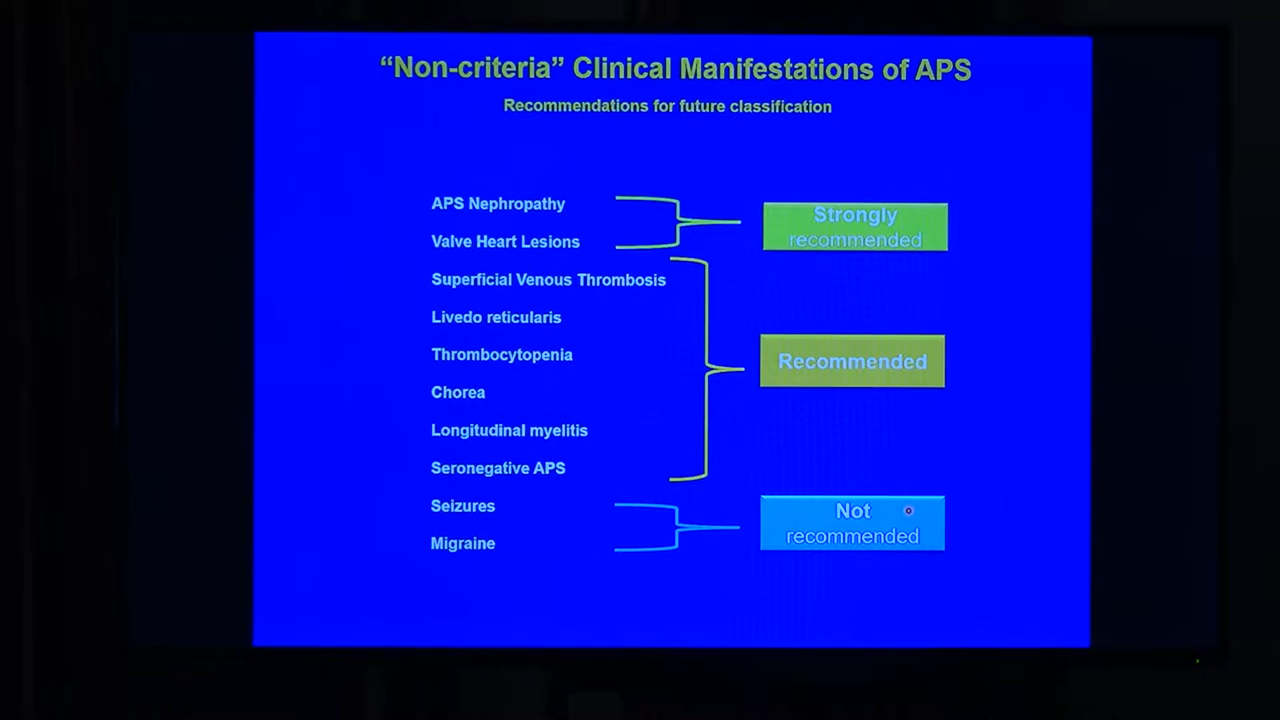 “Non-criteria” Clinical Manifestations of APS
Recommendations for future classification
APS Nephropathy
Valve Heart Lesions
Strongly
recommended
Superficial Venous Thrombosis
Livedo reticularis
Thrombocytopenia
Chorea
Longitudinal myelitis
Seronegative APS
Recommended
Seizures
Migraine
Not
recommended